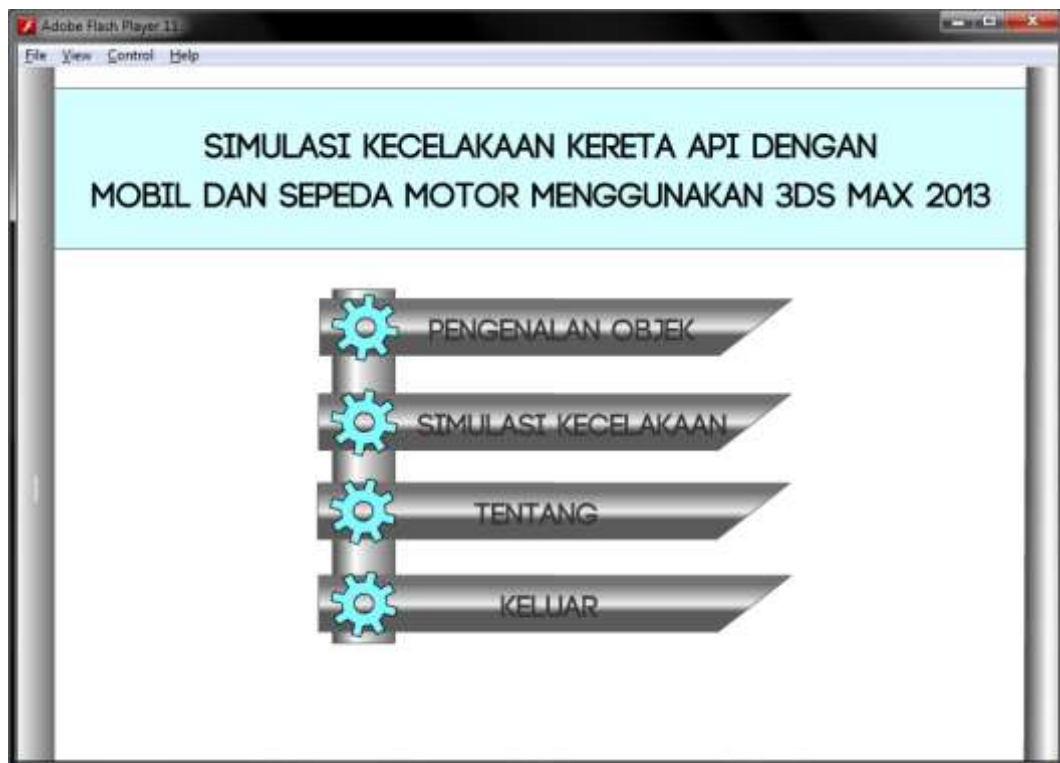 Adobe Flash Player 11
File View Control Help
SIMULASI KECELAKAAN KERETA API DENGAN
MOBIL DAN SEPEDA MOTOR MENGGUNAKAN 3DS MAX 2013
PENGENALAN OBJEK
SIMULASI KECELAKAAN
TENTANG
KELUAR